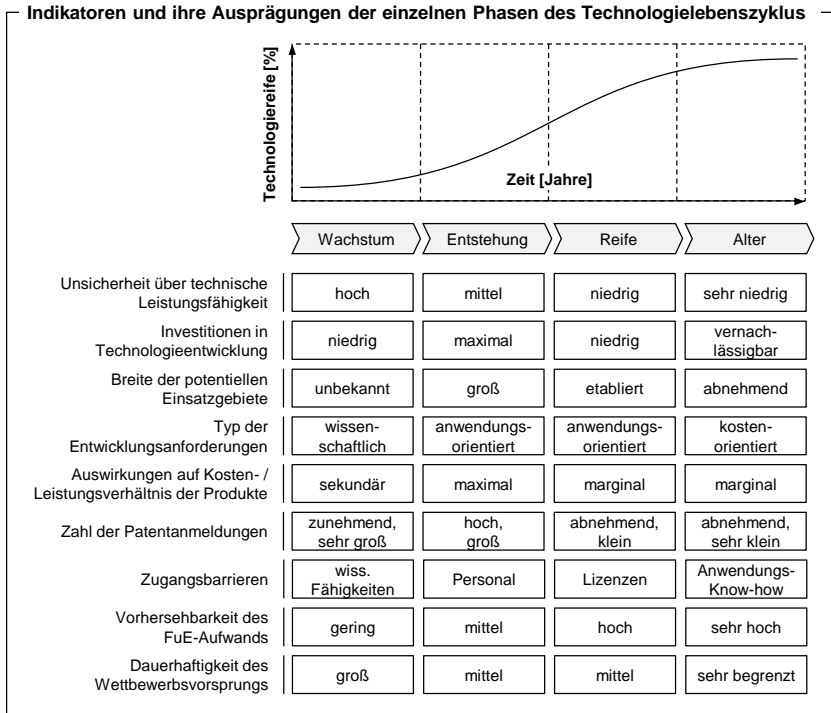 Indikatoren und ihre Ausprägungen der einzelnen Phasen des Technologielebenszyklus
Technologiereife [%]
Zeit [Jahre]
Wachstum
Entstehung
Reife
Alter
Unsicherheit über technische
Leistungsfähigkeit
hoch
mittel
niedrig
sehr niedrig
Investitionen in
Technologieentwicklung
niedrig
maximal
niedrig
vernach-
lässigbar
Breite der potentiellen
Einsatzgebiete
unbekannt
groß
etabliert
abnehmend
Typ der
Entwicklungsanforderungen
wissen-
schaftlich
anwendungs-
orientiert
anwendungs-
orientiert
kosten-
orientiert
Auswirkungen auf Kosten- /
Leistungsverhältnis der Produkte
sekundär
maximal
marginal
marginal
Zahl der Patentanmeldungen
zunehmend,
sehr groß
hoch,
groß
abnehmend,
klein
abnehmend,
sehr klein
Zugangsbarrieren
wiss.
Fähigkeiten
Personal
Lizenzen
Anwendungs-
Know-how
Vorhersehbarkeit des
FuE-Aufwands
gering
mittel
hoch
sehr hoch
Dauerhaftigkeit des
Wettbewerbsvorsprungs
groß
mittel
mittel
sehr begrenzt